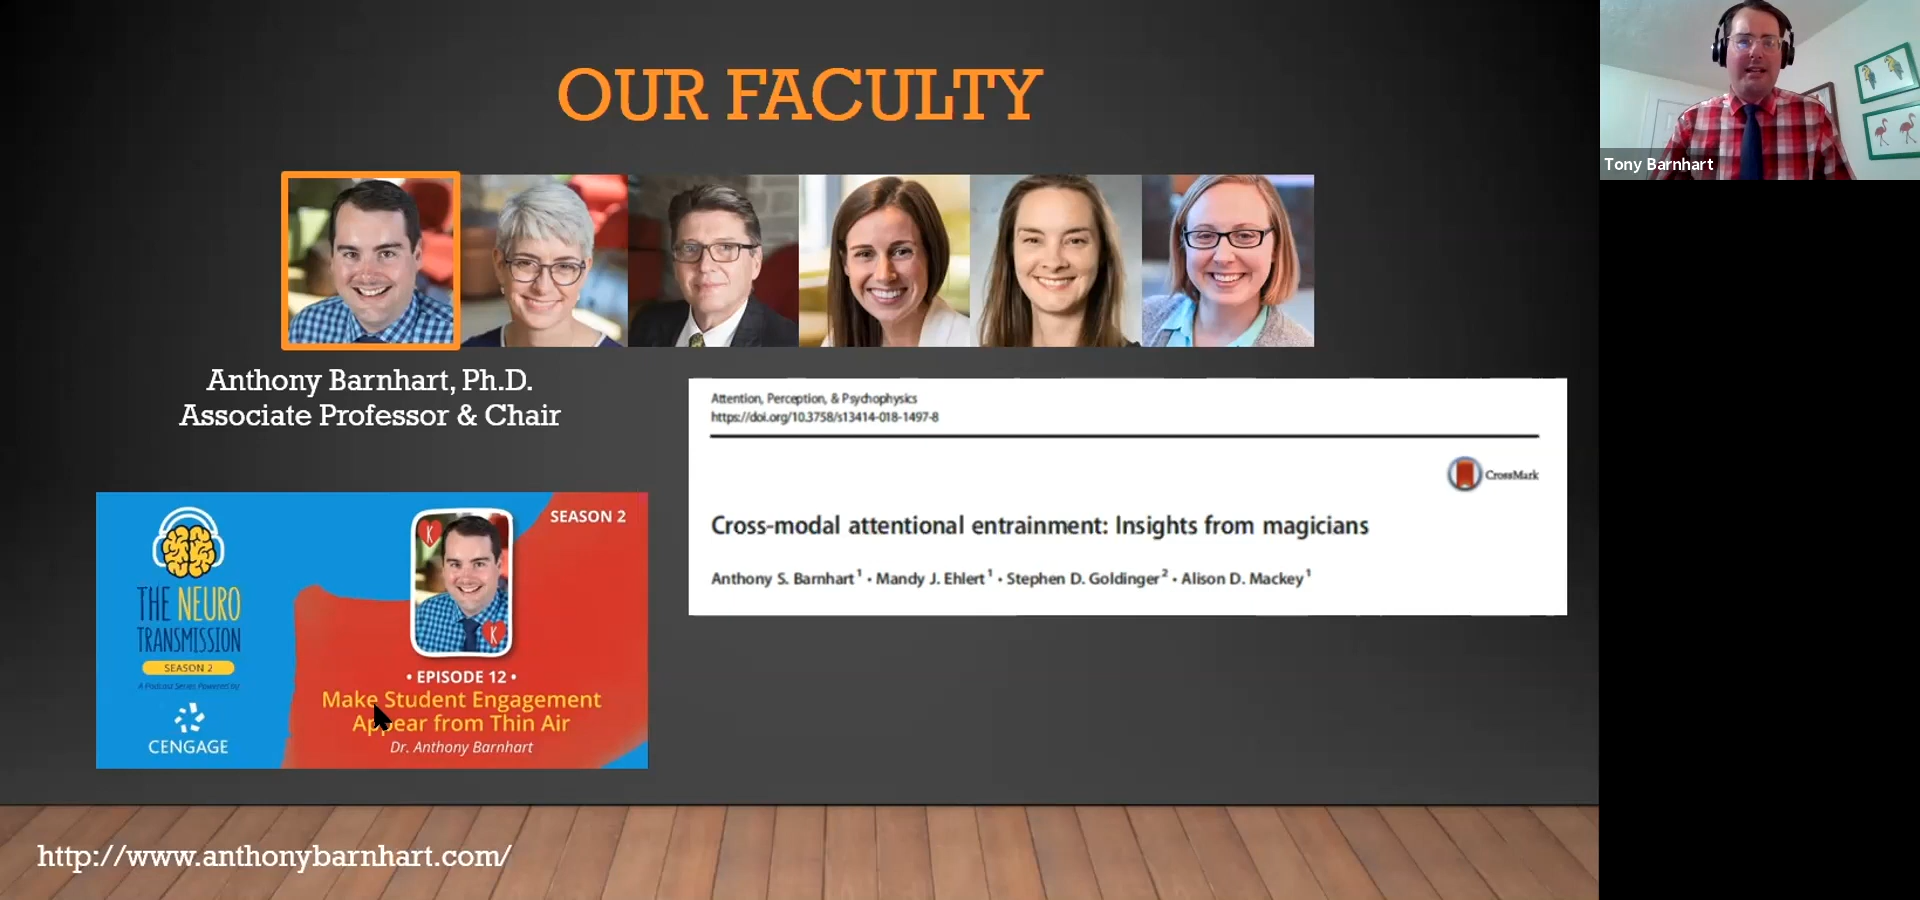 OUR FACULTY
Tony Barnhart
Anthony Barnhart, Ph.D.
Associate Professor & Chair
Attention, Perception, & Psychophysics
https://doi.org/10.3758/s13414-018-1497-8
CrossMark
Cross-modal attentional entrainment: Insights from magicians
Anthony S. Barnhart¹ · Mandy J. Ehlert¹ · Stephen D. Goldinger² · Alison D. Mackey¹
SEASON 2
K
K
THE NEURO
TRANSMISSION
SEASON 2
A Podcast Series Powered by
CENGAGE
• EPISODE 12 •
Make Student Engagement
Appear from Thin Air
Dr. Anthony Barnhart
http://www.anthonybarnhart.com/